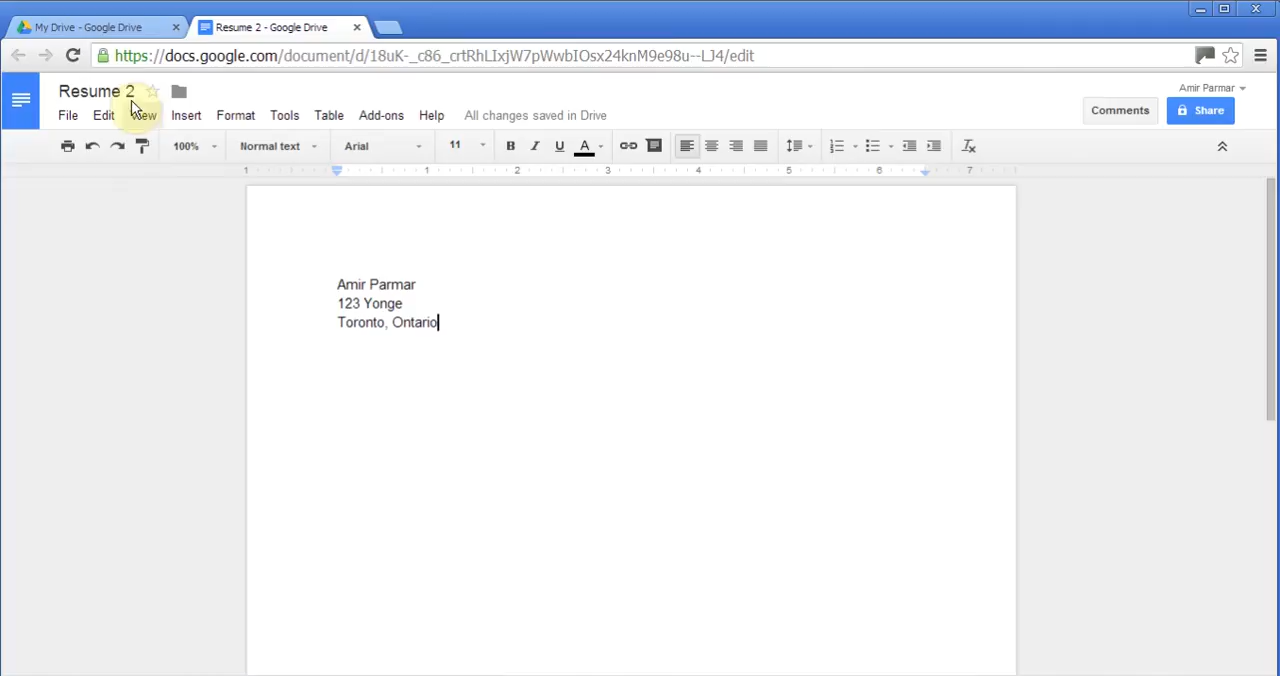 My Drive - Google Drive
Resume 2 - Google Drive
https://docs.google.com/document/d/18uK-_c86_crtRhLIxjW7pWwbIOsx24knM9e98u--LJ4/edit
Resume 2
Amir Parmar
File Edit View Insert Format Tools Table Add-ons Help All changes saved in Drive
Comments Share
100% Normal text Arial 11 B I U A
1 1 2 3 4 5 6 7
Amir Parmar
123 Yonge
Toronto, Ontario